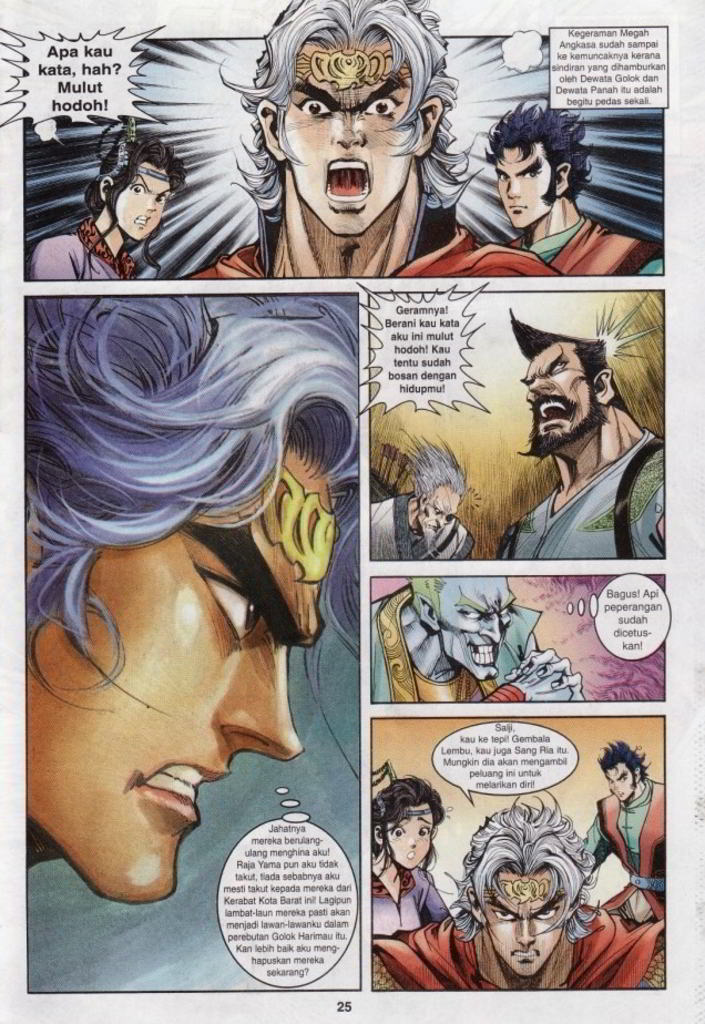 Apa kau
kata, hah?
Mulut
hodoh!
Kegeraman Megah
Angkasa sudah sampai
ke kemuncaknya kerana
sindiran yang dihamburkan
oleh Dewata Golok dan
Dewata Panah itu adalah
begitu pedas sekali.
Geramnya!
Berani kau kata
aku ini mulut
hodoh! Kau
tentu sudah
bosan dengan
hidupmu!
Bagus! Api
peperangan
sudah
dicetus-
kan!
Jahatnya
mereka berulang-
ulang menghina aku!
Raja Yama pun aku tidak
takut, tiada sebabnya aku
mesti takut kepada mereka dari
Kerabat Kota Barat ini! Lagipun
lambat-laun mereka pasti akan
menjadi lawan-lawanku dalam
perebutan Golok Harimau itu.
Kan lebih baik aku meng-
hapuskan mereka
sekarang?
Salji,
kau ke tepi! Gembala
Lembu, kau juga Sang Ria itu.
Mungkin dia akan mengambil
peluang ini untuk
melarikan diri!
25